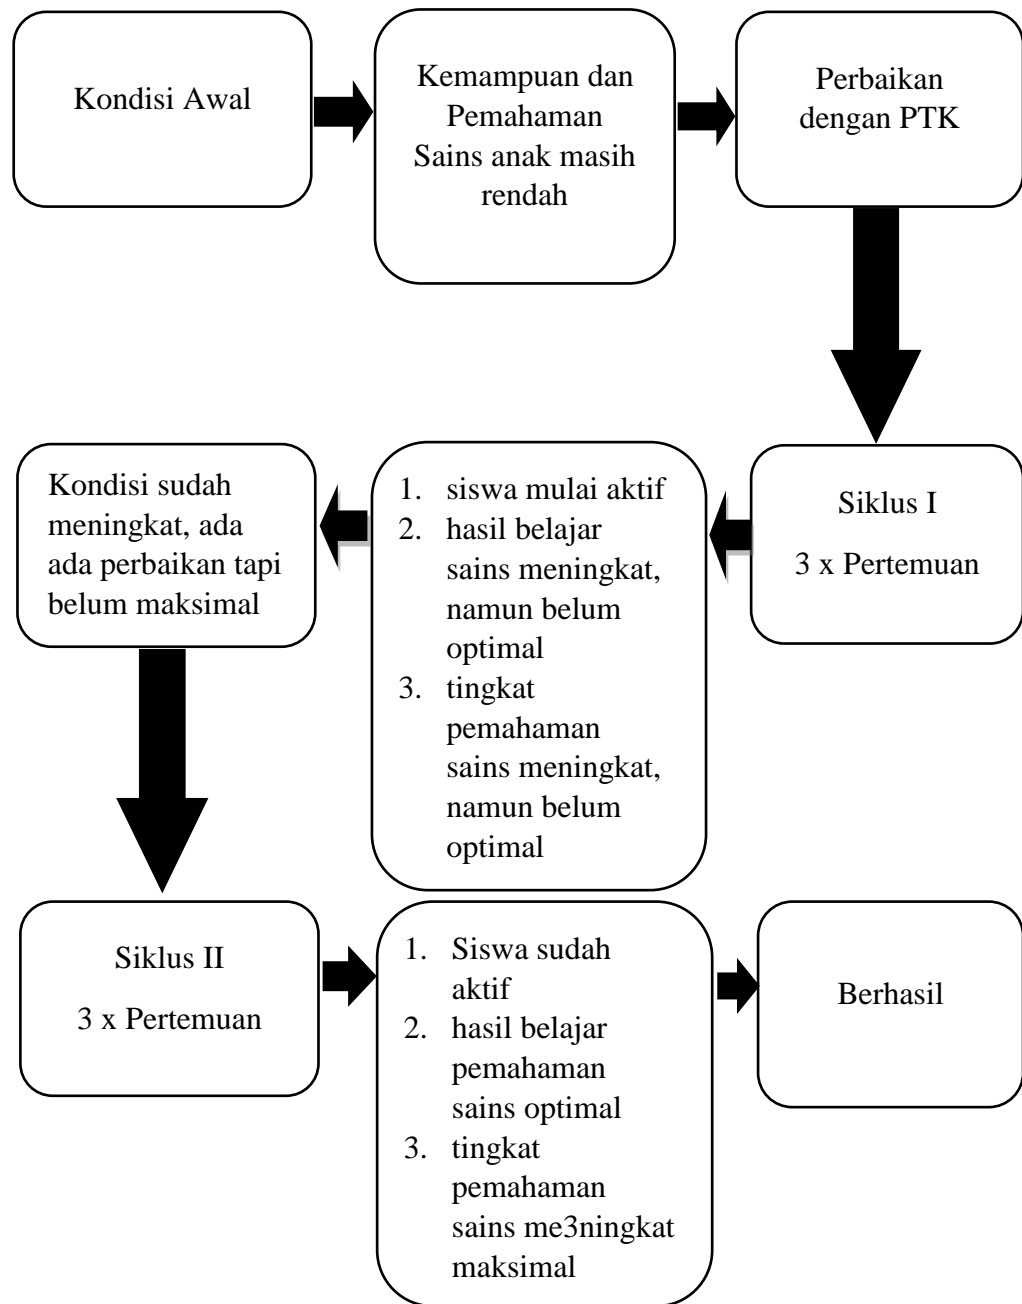 Kondisi Awal
Kemampuan dan
Pemahaman
Sains anak masih
rendah
Perbaikan
dengan PTK
Siklus I
3 x Pertemuan
1. siswa mulai aktif
2. hasil belajar
sains meningkat,
namun belum
optimal
3. tingkat
pemahaman
sains meningkat,
namun belum
optimal
Kondisi sudah
meningkat, ada
ada perbaikan tapi
belum maksimal
Siklus II
3 x Pertemuan
1. Siswa sudah
aktif
2. hasil belajar
pemahaman
sains optimal
3. tingkat
pemahaman
sains me3ningkat
maksimal
Berhasil